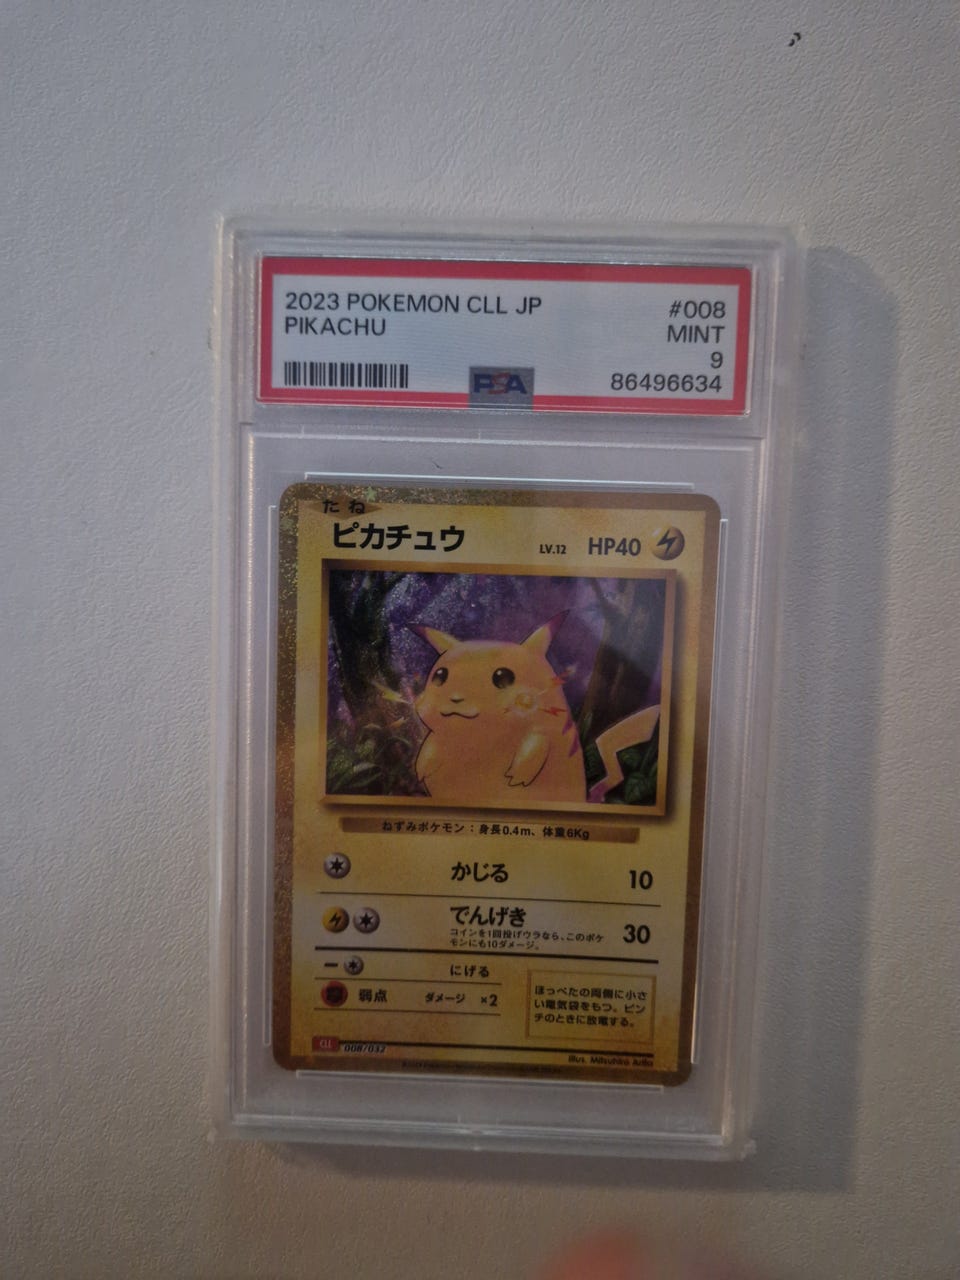 2023 POKEMON CLL JP
#008
PIKACHU
MINT
9
PSA
86496634
たね
ピカチュウ
LV.12 HP40
ねずみポケモン:身長0.4m、体重6Kg
かじる 10
でんげき 30
コインを1回投げウラなら、このポケ
モンにも10ダメージ。
にげる
弱点 ダメージ ×2
ほっぺたの両側に小さ
い電気袋をもつ。ピン
チのときに放電する。
CLL 008/032
Illus. Mitsuhiro Arita